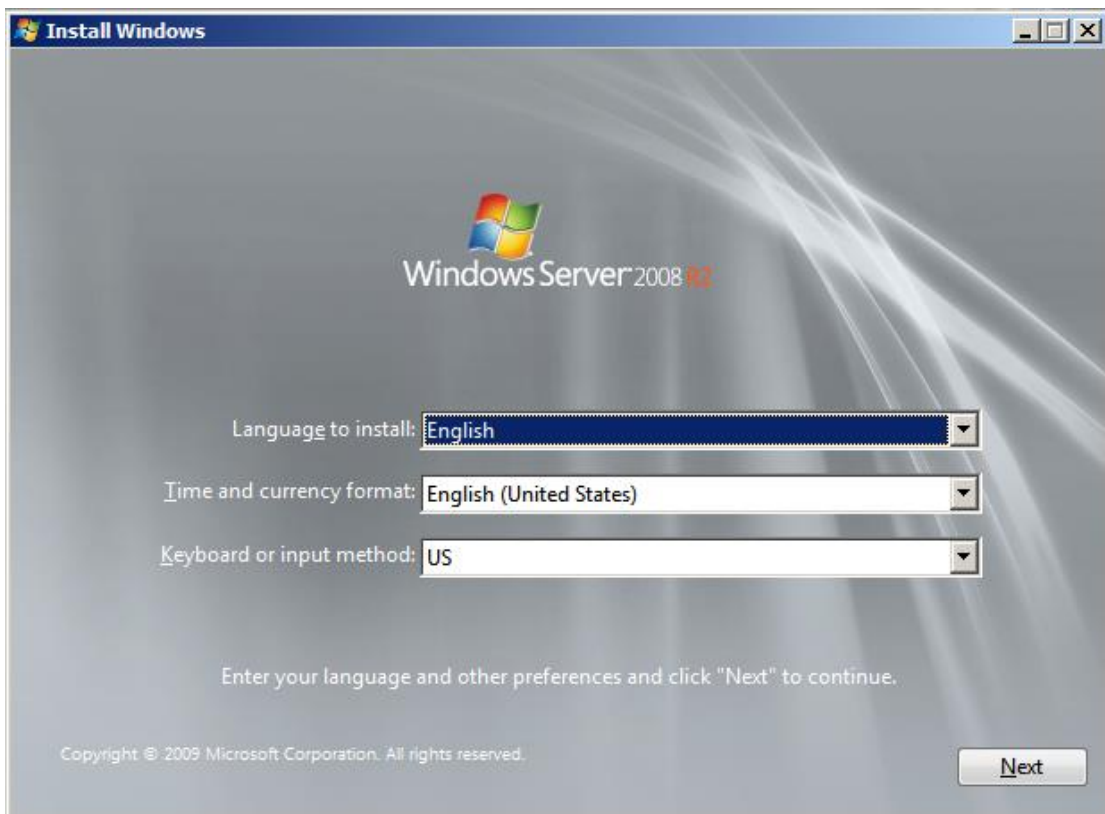 Install Windows
Windows Server 2008 R2
Language to install: English
Time and currency format: English (United States)
Keyboard or input method: US
Enter your language and other preferences and click "Next" to continue.
Copyright © 2009 Microsoft Corporation. All rights reserved.
Next